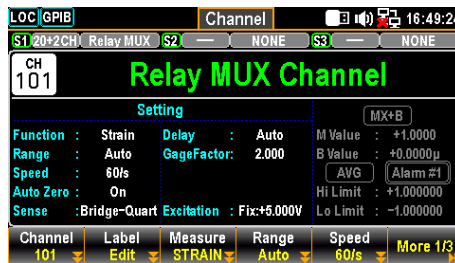 LOC GPIB Channel 16:49:24
S1 20+2CH Relay MUX S2 — NONE S3 — NONE
CH 101 Relay MUX Channel
Setting MX+B
Function : Strain Delay : Auto M Value : +1.0000
Range : Auto GageFactor: 2.000 B Value : +0.0000µ
Speed : 60/s AVG Alarm #1
Auto Zero : On Hi Limit : +1.000000
Sense :Bridge-Quart Excitation : Fix:+5.000V Lo Limit : -1.000000
Channel Label Measure Range Speed More 1/3
101 Edit STRAIN Auto 60/s